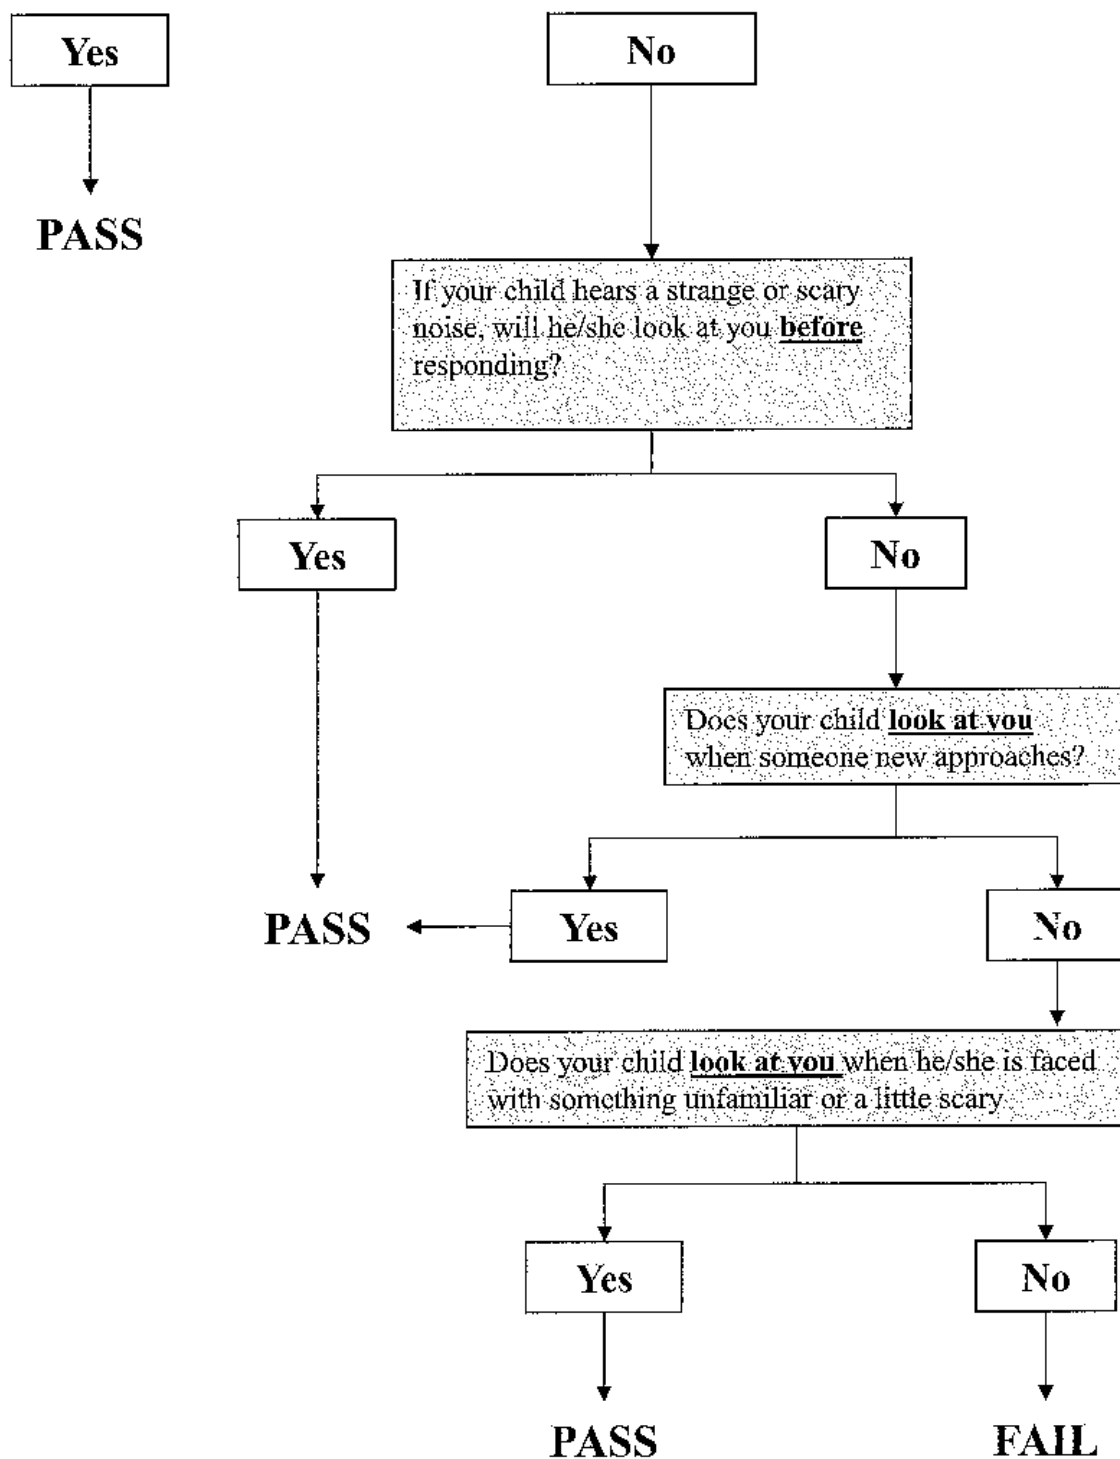 Yes
No
PASS
If your child hears a strange or scary
noise, will he/she look at you before
responding?
Yes
No
Does your child look at you
when someone new approaches?
PASS
Yes
No
Does your child look at you when he/she is faced
with something unfamiliar or a little scary
Yes
No
PASS
FAIL